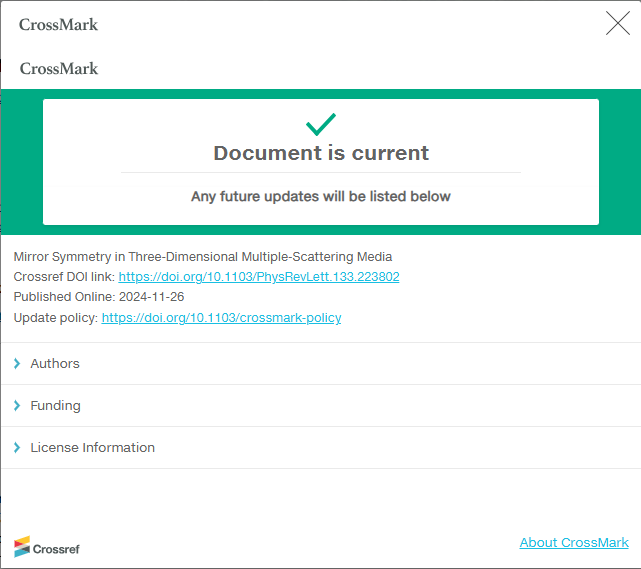 CrossMark
CrossMark
Document is current
Any future updates will be listed below
Mirror Symmetry in Three-Dimensional Multiple-Scattering Media
Crossref DOI link: https://doi.org/10.1103/PhysRevLett.133.223802
Published Online: 2024-11-26
Update policy: https://doi.org/10.1103/crossmark-policy
Authors
Funding
License Information
Crossref
About CrossMark